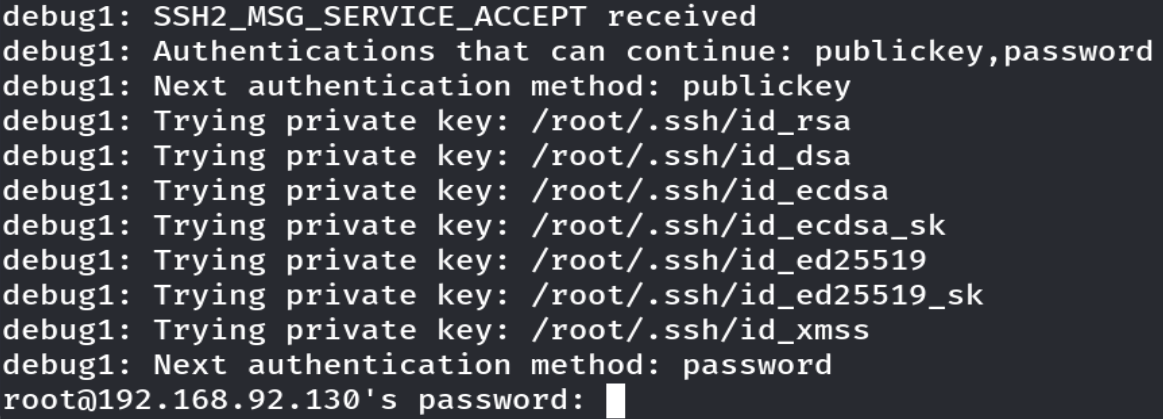 debug1: SSH2_MSG_SERVICE_ACCEPT received
debug1: Authentications that can continue: publickey,password
debug1: Next authentication method: publickey
debug1: Trying private key: /root/.ssh/id_rsa
debug1: Trying private key: /root/.ssh/id_dsa
debug1: Trying private key: /root/.ssh/id_ecdsa
debug1: Trying private key: /root/.ssh/id_ecdsa_sk
debug1: Trying private key: /root/.ssh/id_ed25519
debug1: Trying private key: /root/.ssh/id_ed25519_sk
debug1: Trying private key: /root/.ssh/id_xmss
debug1: Next authentication method: password
root@192.168.92.130's password: